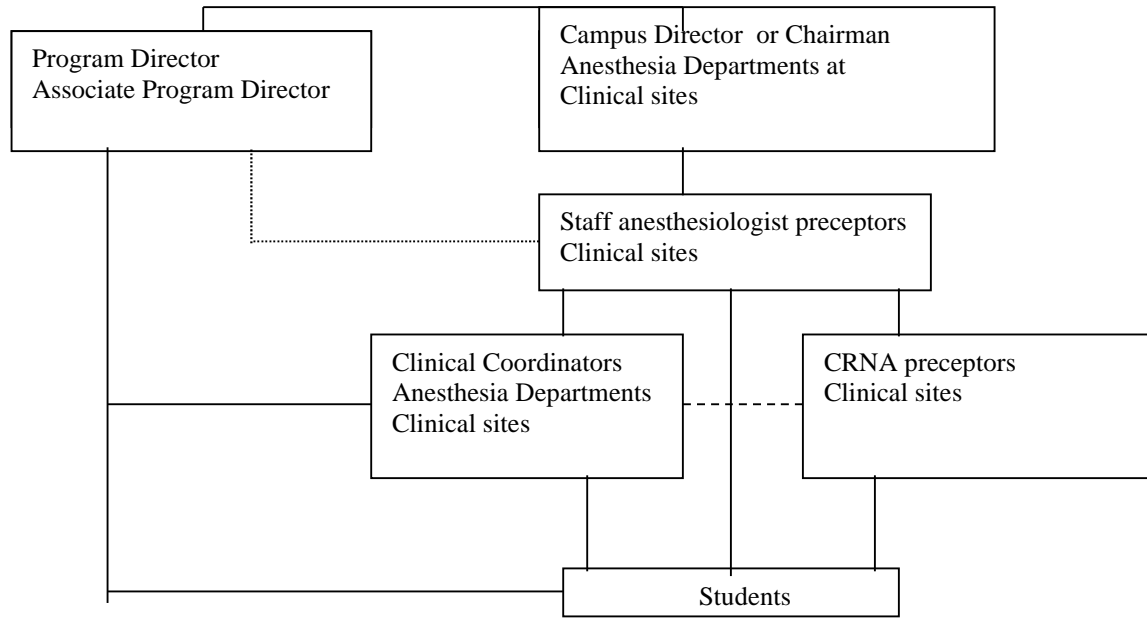 Program Director
Associate Program Director
Campus Director  or Chairman
Anesthesia Departments at
Clinical sites
Staff anesthesiologist preceptors
Clinical sites
Clinical Coordinators
Anesthesia Departments
Clinical sites
CRNA preceptors
Clinical sites
Students